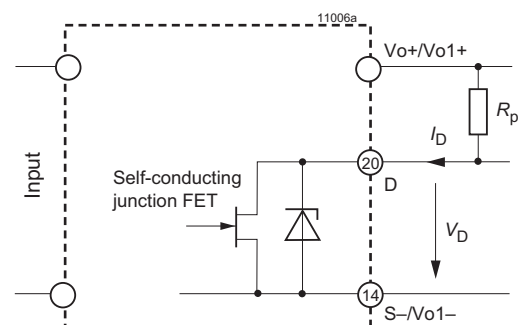 11006a
Vo+/Vo1+
Rp
ID
Input
20
D
Self-conducting
junction FET
VD
14
S–/Vo1–